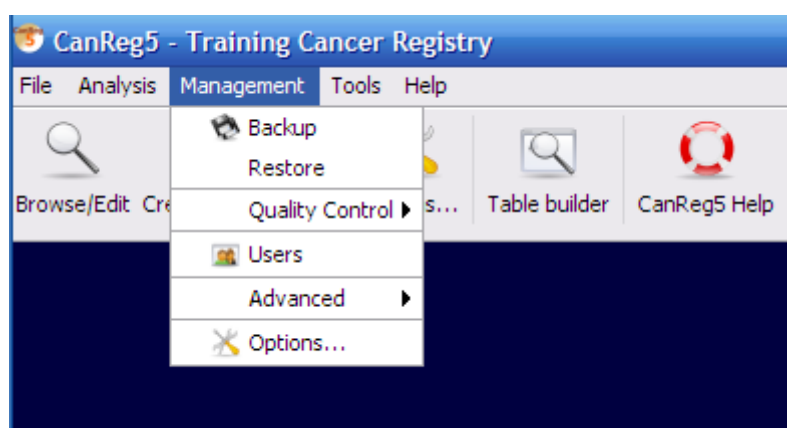 CanReg5 - Training Cancer Registry
File Analysis Management Tools Help
Backup
Restore
Browse/Edit Cre Quality Control s... Table builder CanReg5 Help
Users
Advanced
Options...